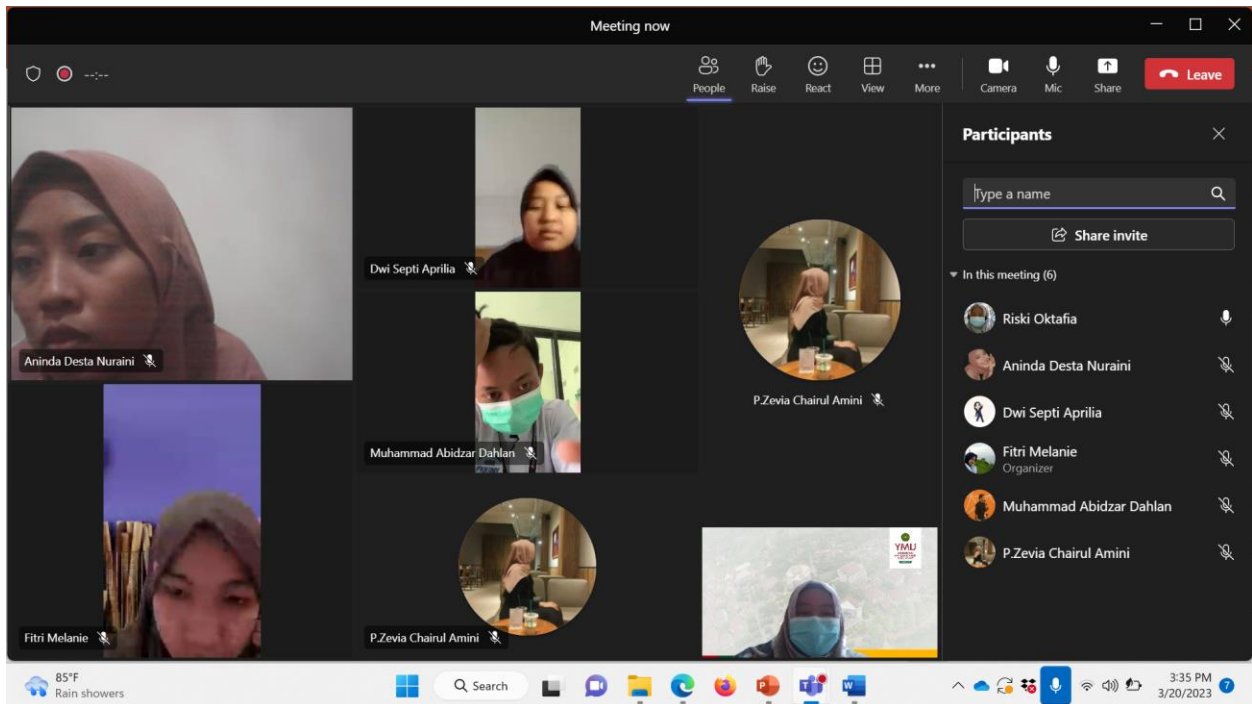 Meeting now
--:--
People
Raise
React
View
More
Camera
Mic
Share
Leave
Aninda Desta Nuraini
Dwi Septi Aprilia
Muhammad Abidzar Dahlan
P.Zevia Chairul Amini
Fitri Melanie
P.Zevia Chairul Amini
YMIJ
Participants
Type a name
Share invite
In this meeting (6)
Riski Oktafia
Aninda Desta Nuraini
Dwi Septi Aprilia
Fitri Melanie
Organizer
Muhammad Abidzar Dahlan
P.Zevia Chairul Amini
85°F
Rain showers
Search
3:35 PM
3/20/2023
7